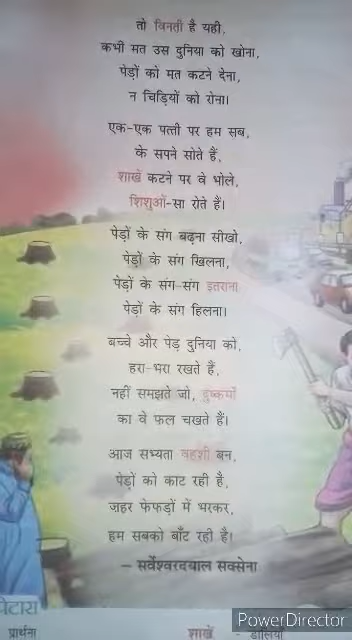 तो विनती है यही,
कभी मत उस दुनिया को खोना,
पेड़ों को मत कटने देना,
न चिड़ियों को रोना।
एक-एक पत्ती पर हम सब,
के सपने सोते हैं,
शाखें कटने पर वे भोले,
शिशुओं-सा रोते हैं।
पेड़ों के संग बढ़ना सीखो,
पेड़ों के संग खिलना,
पेड़ों के संग-संग इतराना
पेड़ों के संग हिलना।
बच्चे और पेड़ दुनिया को,
हरा-भरा रखते हैं,
नहीं समझते जो, दुष्कर्मों
का वे फल चखते हैं।
आज सभ्यता वहशी बन,
पेड़ों को काट रही है,
जहर फेफड़ों में भरकर,
हम सबको बाँट रही है।
– सर्वेश्वरदयाल सक्सेना
पेटारा
प्रार्थना शाखें - डालियाँ
PowerDirector